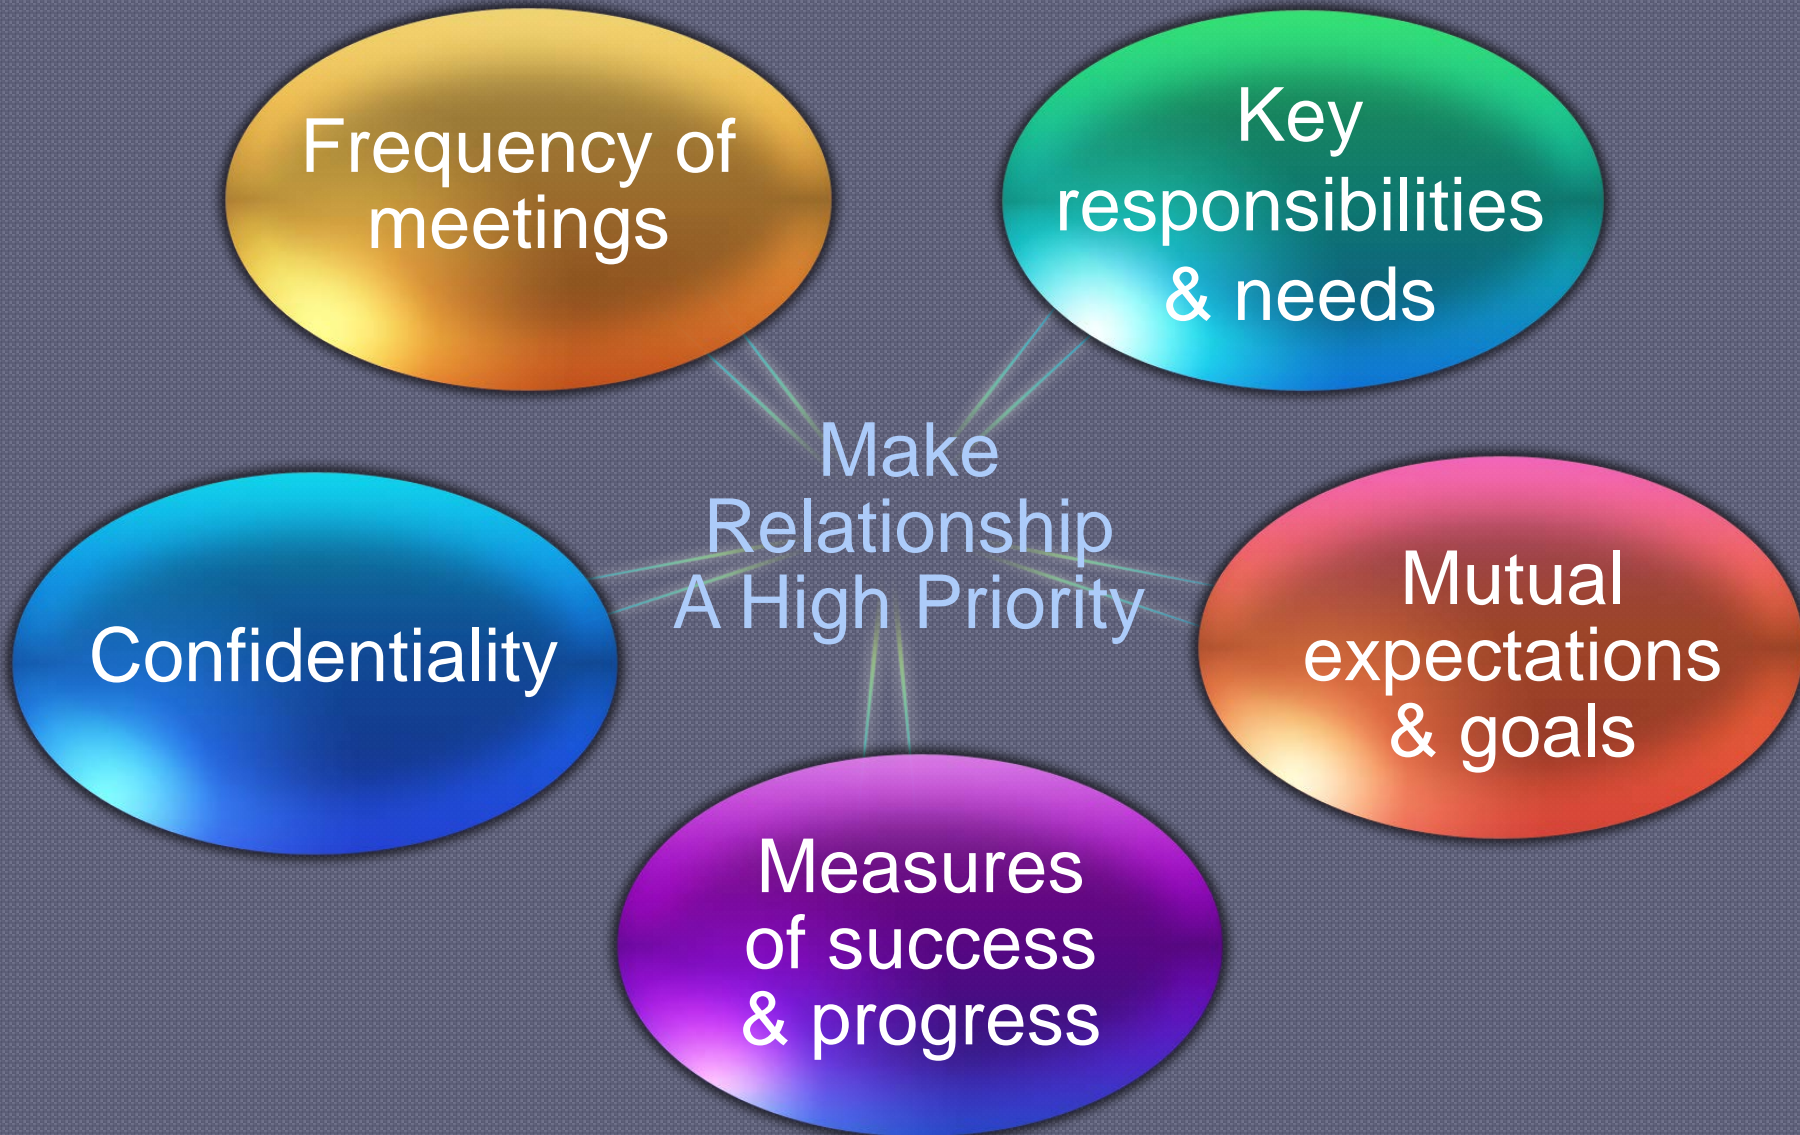 Frequency of
meetings
Key
responsibilities
& needs
Make
Relationship
A High Priority
Confidentiality
Mutual
expectations
& goals
Measures
of success
& progress